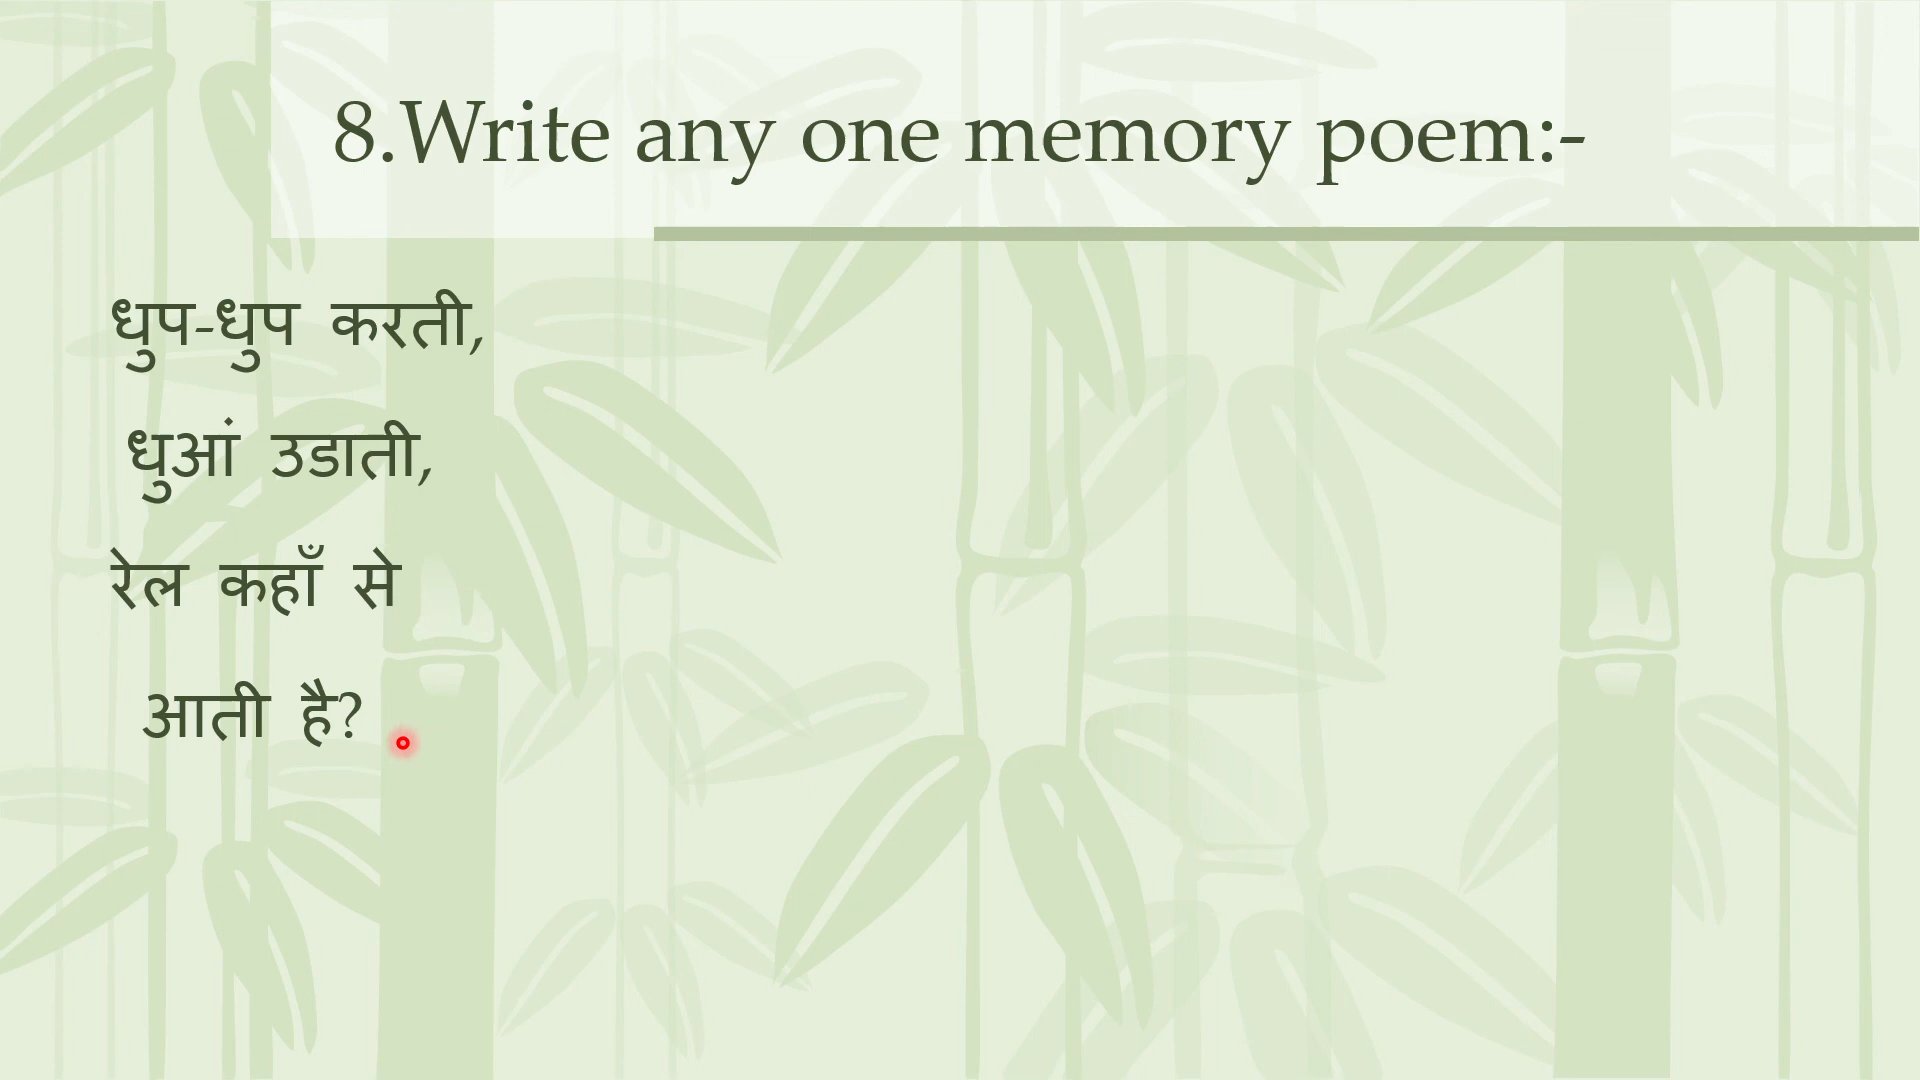 8.Write any one memory poem:-
धुप-धुप करती,
धुआं उडाती,
रेल कहाँ से
आती है?